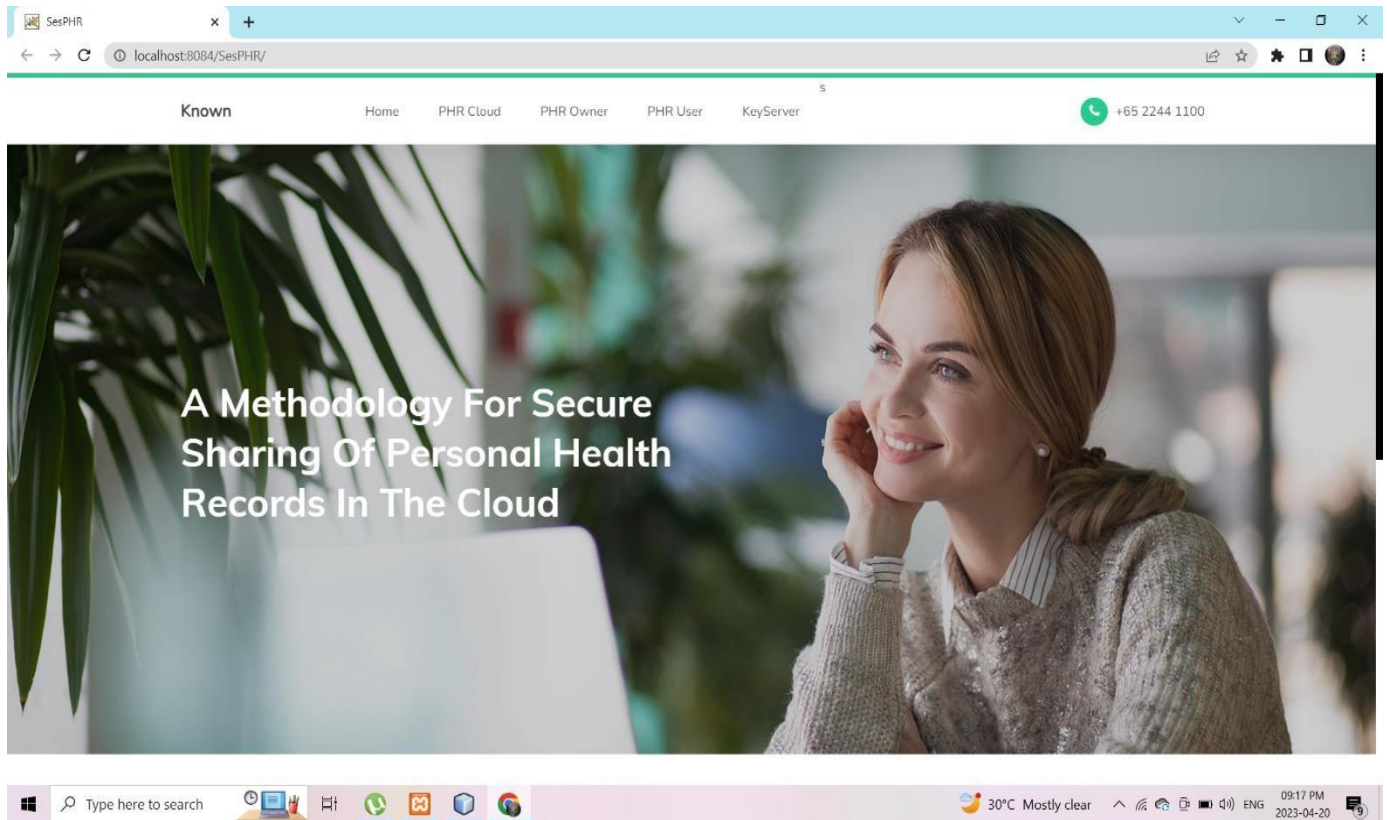 SesPHR
localhost:8084/SesPHR/
s
Known Home PHR Cloud PHR Owner PHR User KeyServer +65 2244 1100
A Methodology For Secure
Sharing Of Personal Health
Records In The Cloud
Type here to search 30°C Mostly clear ENG 09:17 PM
2023-04-20 9